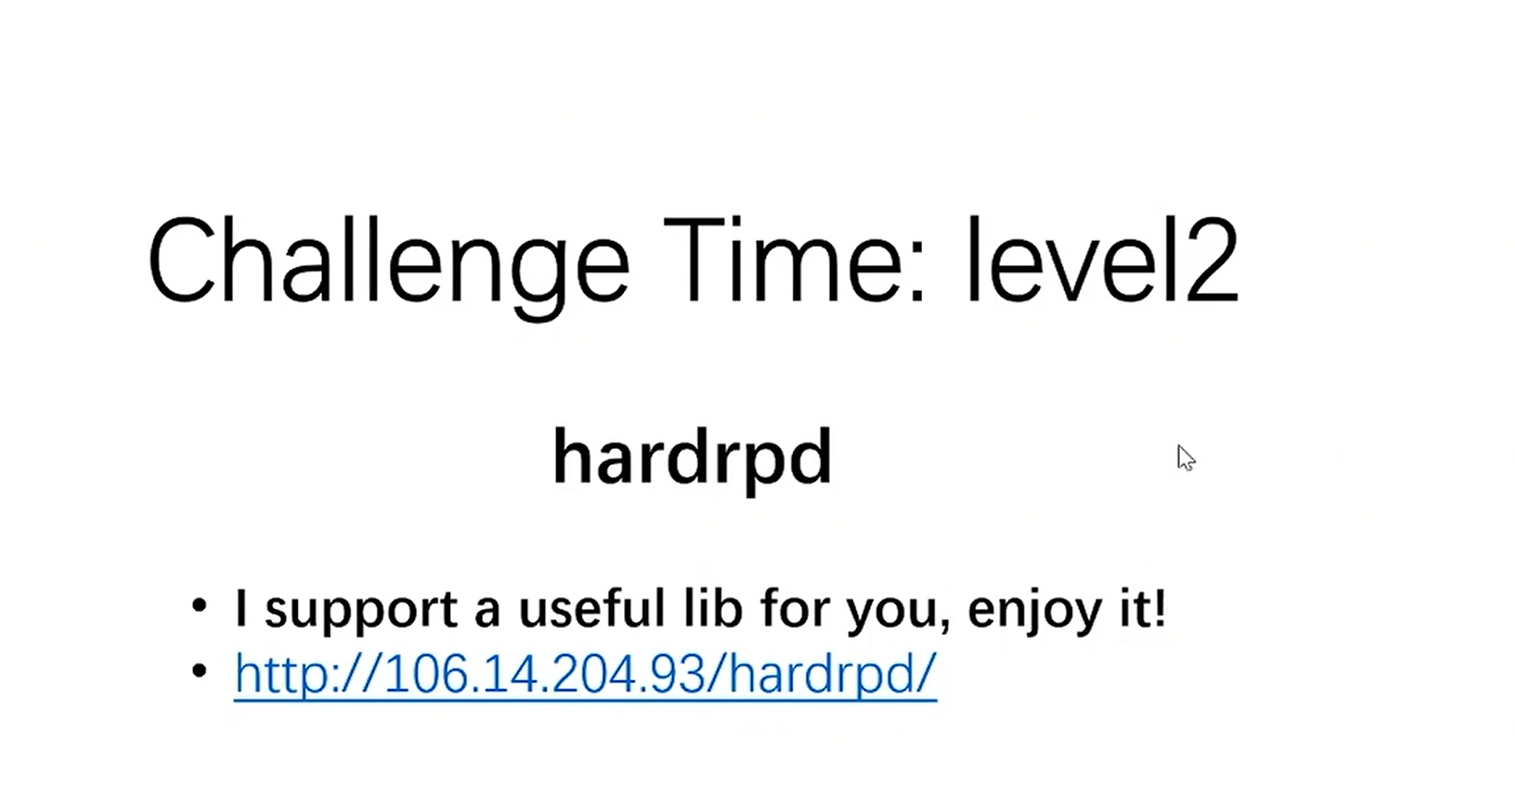 Challenge Time: level2
hardrpd
• I support a useful lib for you, enjoy it!
• http://106.14.204.93/hardrpd/